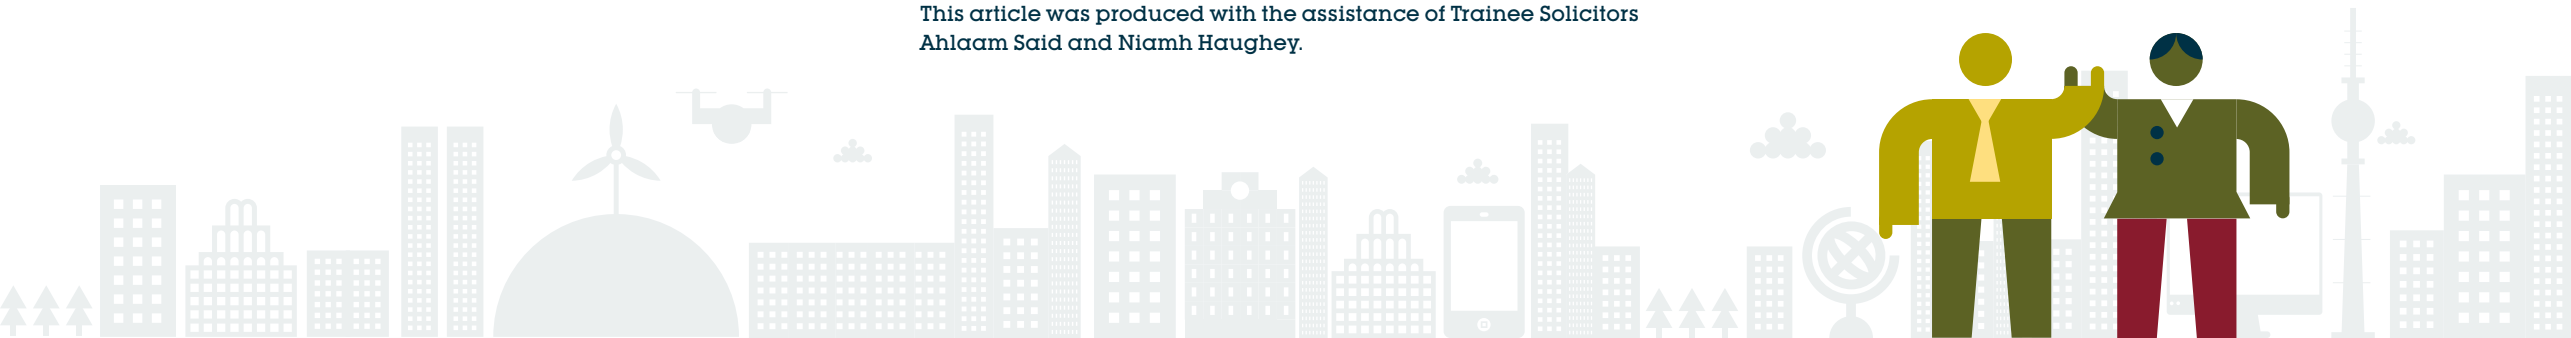 This article was produced with the assistance of Trainee Solicitors
Ahlaam Said and Niamh Haughey.